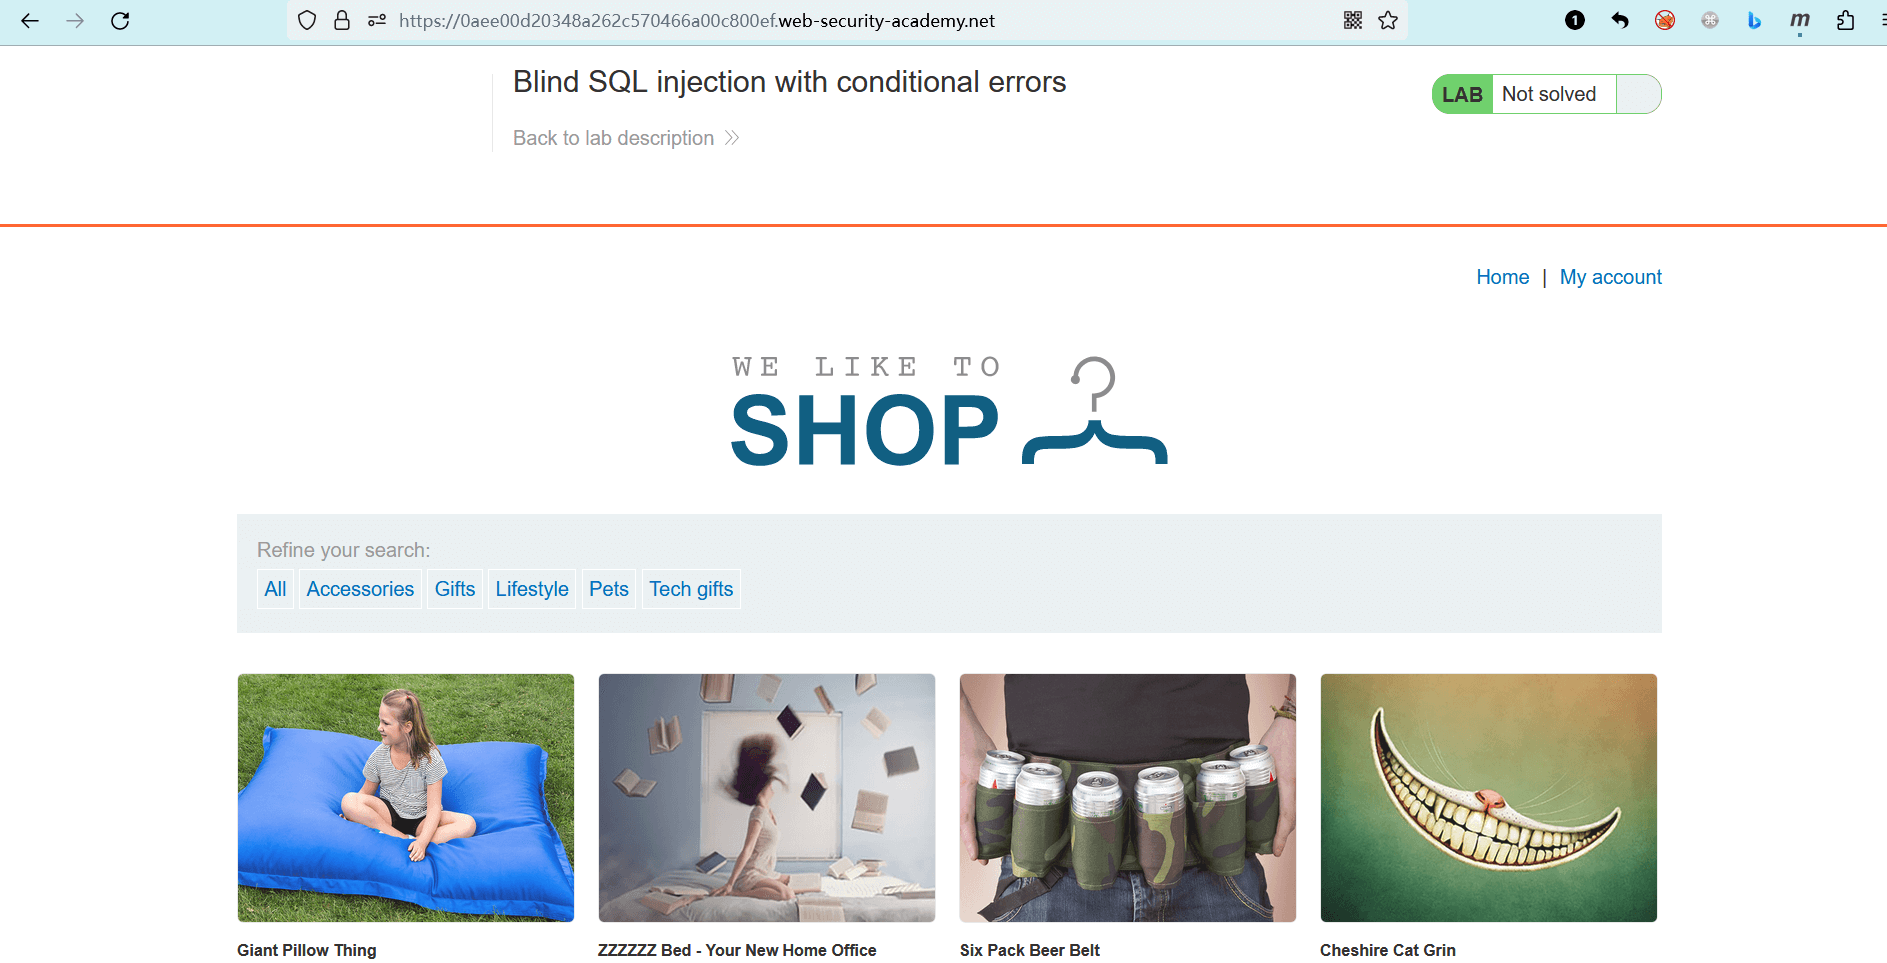 https://0aee00d20348a262c570466a00c800ef.web-security-academy.net
Blind SQL injection with conditional errors
LAB Not solved
Back to lab description
Home | My account
WE LIKE TO
SHOP
Refine your search:
All Accessories Gifts Lifestyle Pets Tech gifts
Giant Pillow Thing
ZZZZZZ Bed - Your New Home Office
Six Pack Beer Belt
Cheshire Cat Grin